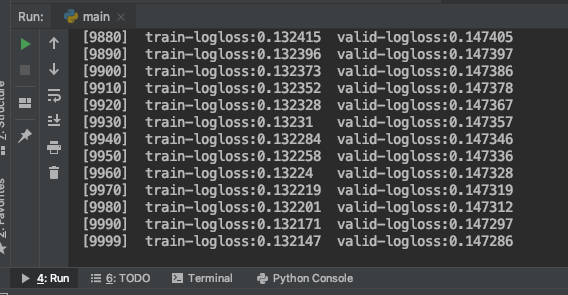 Run: main
[9880] train-logloss:0.132415 valid-logloss:0.147405
[9890] train-logloss:0.132396 valid-logloss:0.147397
[9900] train-logloss:0.132373 valid-logloss:0.147386
[9910] train-logloss:0.132352 valid-logloss:0.147378
[9920] train-logloss:0.132328 valid-logloss:0.147367
[9930] train-logloss:0.13231 valid-logloss:0.147357
[9940] train-logloss:0.132284 valid-logloss:0.147346
[9950] train-logloss:0.132258 valid-logloss:0.147336
[9960] train-logloss:0.13224 valid-logloss:0.147328
[9970] train-logloss:0.132219 valid-logloss:0.147319
[9980] train-logloss:0.132201 valid-logloss:0.147312
[9990] train-logloss:0.132171 valid-logloss:0.147297
[9999] train-logloss:0.132147 valid-logloss:0.147286
Structure
2: Favorites
4: Run 6: TODO Terminal Python Console